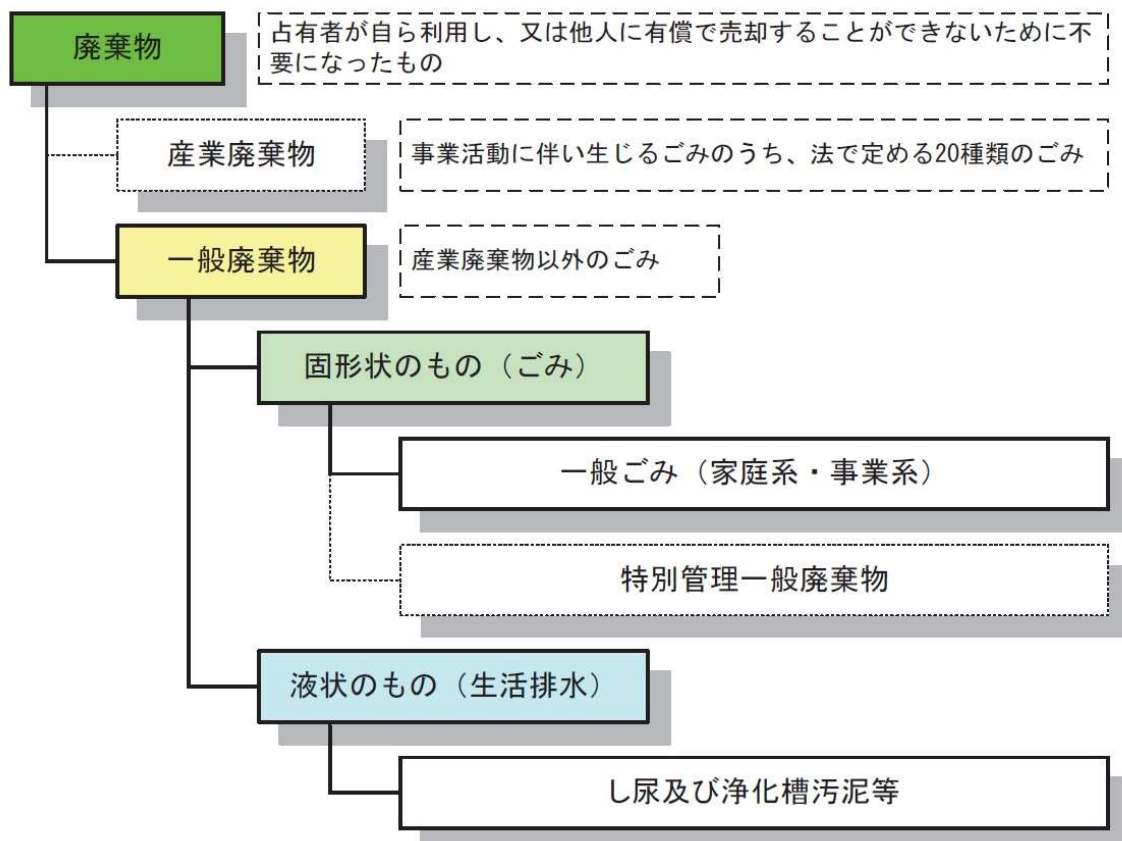 廃棄物
占有者が自ら利用し、又は他人に有償で売却することができないために不
要になったもの
産業廃棄物
事業活動に伴い生じるごみのうち、法で定める20種類のごみ
一般廃棄物
産業廃棄物以外のごみ
固形状のもの（ごみ）
一般ごみ（家庭系・事業系）
特別管理一般廃棄物
液状のもの（生活排水）
し尿及び浄化槽汚泥等